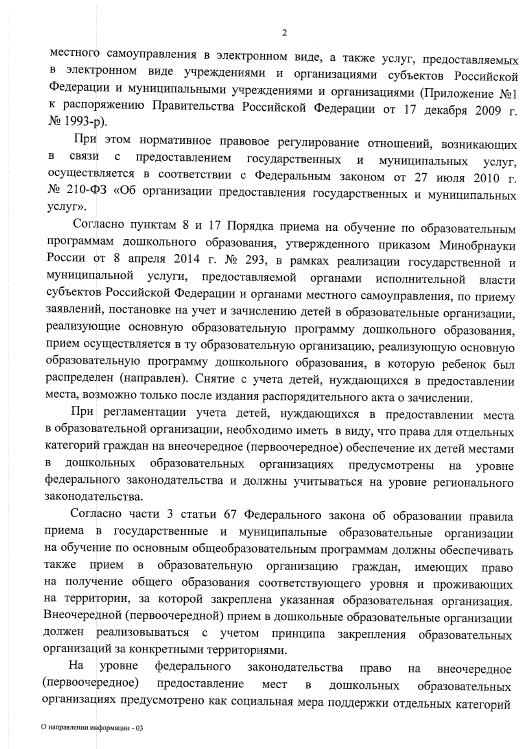 2
местного самоуправления в электронном виде, а также услуг, предоставляемых
в электронном виде учреждениями и организациями субъектов Российской
Федерации и муниципальными учреждениями и организациями (Приложение №1
к распоряжению Правительства Российской Федерации от 17 декабря 2009 г.
№ 1993-р).
При этом нормативное правовое регулирование отношений, возникающих
в связи с предоставлением государственных и муниципальных услуг,
осуществляется в соответствии с Федеральным законом от 27 июля 2010 г.
№ 210-ФЗ «Об организации предоставления государственных и муниципальных
услуг».
Согласно пунктам 8 и 17 Порядка приема на обучение по образовательным
программам дошкольного образования, утвержденного приказом Минобрнауки
России от 8 апреля 2014 г. № 293, в рамках реализации государственной и
муниципальной услуги, предоставляемой органами исполнительной власти
субъектов Российской Федерации и органами местного самоуправления, по приему
заявлений, постановке на учет и зачислению детей в образовательные организации,
реализующие основную образовательную программу дошкольного образования,
прием осуществляется в ту образовательную организацию, реализующую основную
образовательную программу дошкольного образования, в которую ребенок был
распределен (направлен). Снятие с учета детей, нуждающихся в предоставлении
места, возможно только после издания распорядительного акта о зачислении.
При регламентации учета детей, нуждающихся в предоставлении места
в образовательной организации, необходимо иметь в виду, что права для отдельных
категорий граждан на внеочередное (первоочередное) обеспечение их детей местами
в дошкольных образовательных организациях предусмотрены на уровне
федерального законодательства и должны учитываться на уровне регионального
законодательства.
Согласно части 3 статьи 67 Федерального закона об образовании правила
приема в государственные и муниципальные образовательные организации
на обучение по основным общеобразовательным программам должны обеспечивать
также прием в образовательную организацию граждан, имеющих право
на получение общего образования соответствующего уровня и проживающих
на территории, за которой закреплена указанная образовательная организация.
Внеочередной (первоочередной) прием в дошкольные образовательные организации
должен реализовываться с учетом принципа закрепления образовательных
организаций за конкретными территориями.
На уровне федерального законодательства право на внеочередное
(первоочередное) предоставление мест в дошкольных образовательных
организациях предусмотрено как социальная мера поддержки отдельных категорий
О направлении информации - 03